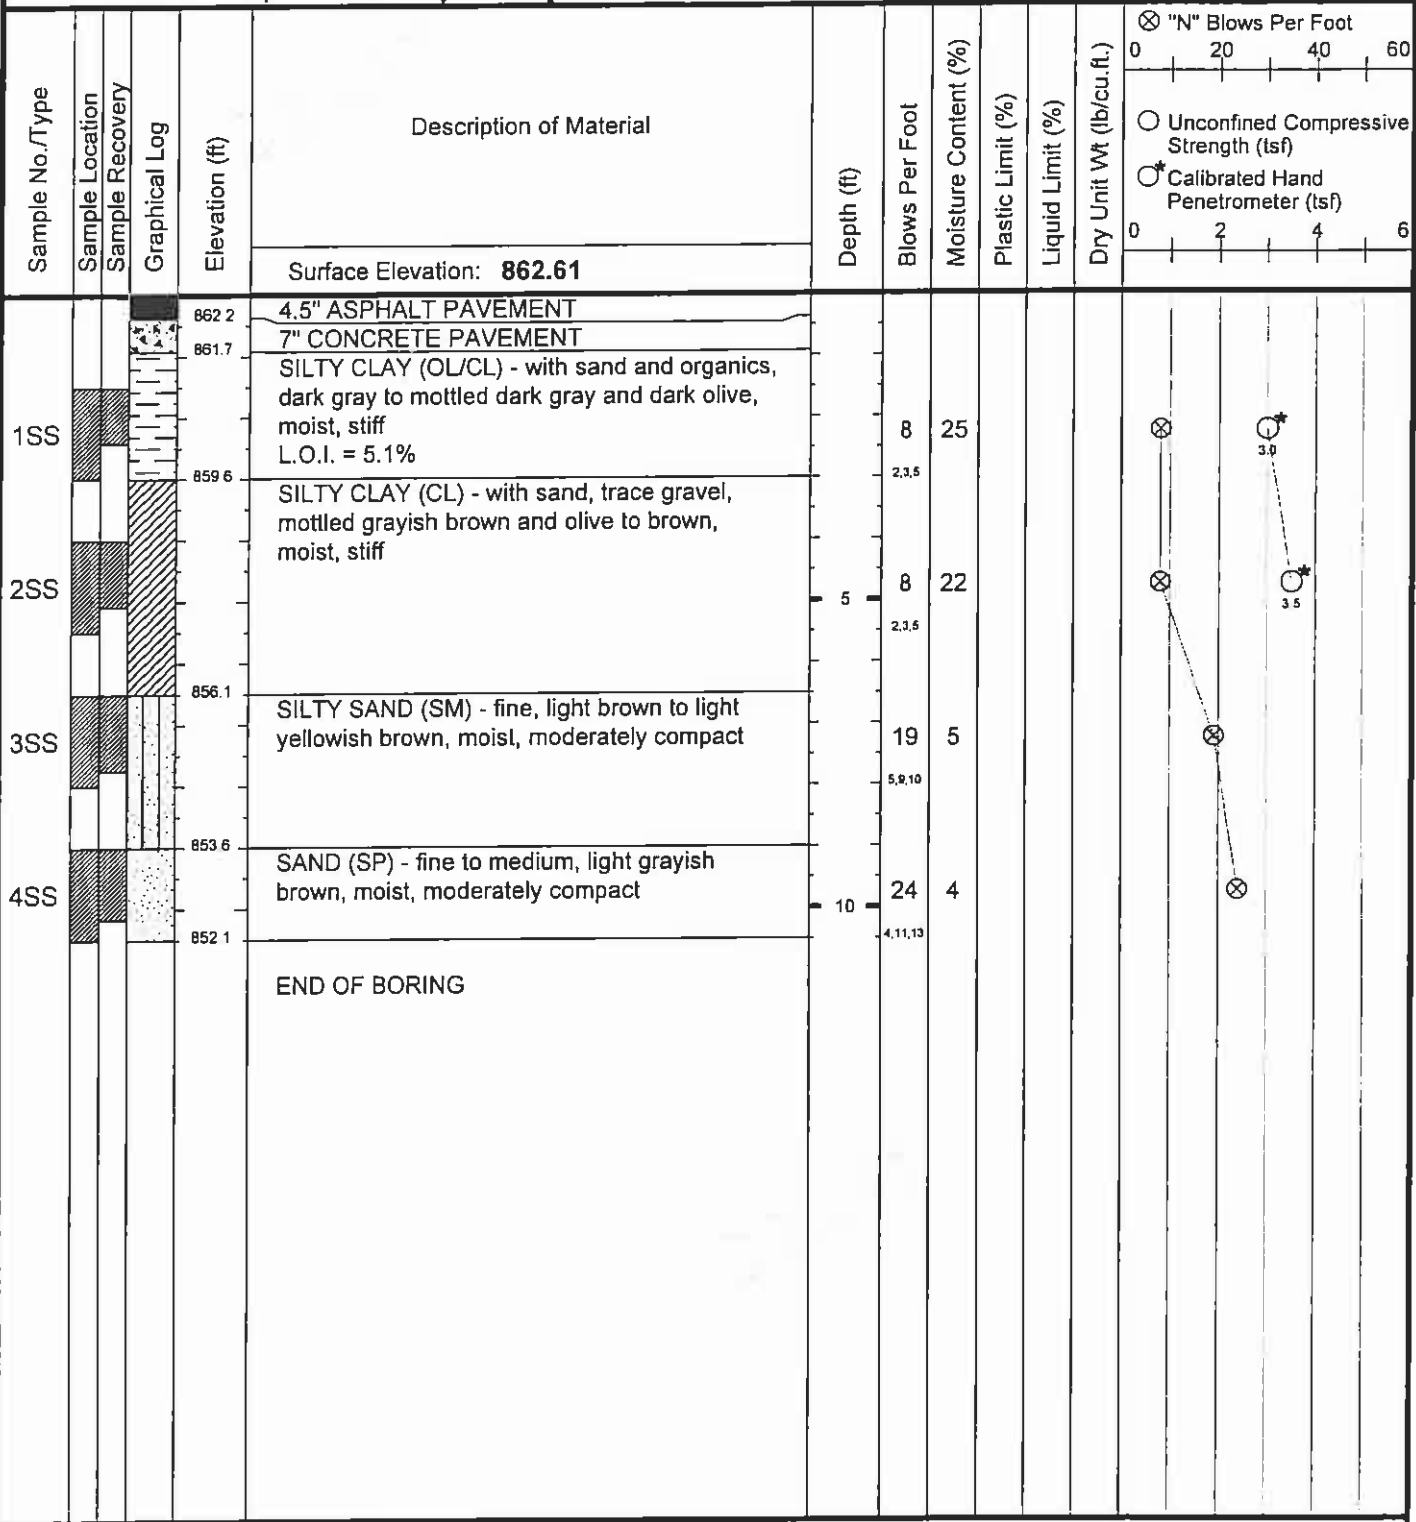 Sample No./Type
Sample Location
Sample Recovery
Graphical Log
Elevation (ft)
Description of Material
Surface Elevation: 862.61
Depth (ft)
Blows Per Foot
Moisture Content (%)
Plastic Limit (%)
Liquid Limit (%)
Dry Unit Wt (lb/cu.ft.)
⊗ "N" Blows Per Foot
0 20 40 60
○ Unconfined Compressive
Strength (tsf)
○* Calibrated Hand
Penetrometer (tsf)
0 2 4 6
862.2
4.5" ASPHALT PAVEMENT
7" CONCRETE PAVEMENT
861.7
SILTY CLAY (OL/CL) - with sand and organics,
dark gray to mottled dark gray and dark olive,
moist, stiff
L.O.I. = 5.1%
1SS
8 25
2,3,5
3.0
859.6
SILTY CLAY (CL) - with sand, trace gravel,
mottled grayish brown and olive to brown,
moist, stiff
2SS
5
8 22
2,3,5
3.5
856.1
SILTY SAND (SM) - fine, light brown to light
yellowish brown, moist, moderately compact
3SS
19 5
5,9,10
853.6
SAND (SP) - fine to medium, light grayish
brown, moist, moderately compact
4SS
10
24 4
4,11,13
852.1
END OF BORING